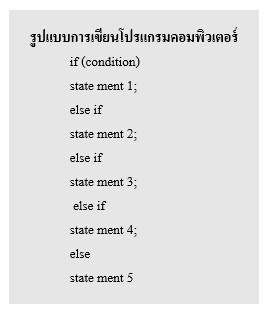 รูปแบบการเขียนโปรแกรมคอมพิวเตอร์
if (condition)
state ment 1;
else if
state ment 2;
else if
state ment 3;
else if
state ment 4;
else
state ment 5